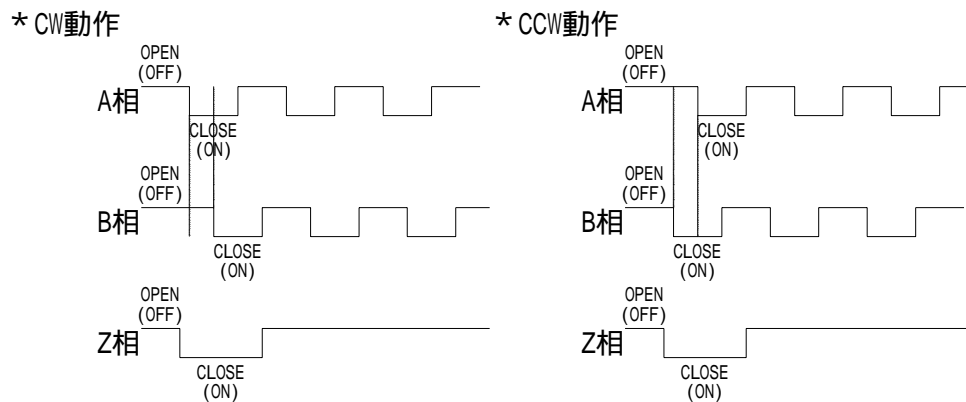 * CW動作
OPEN
(OFF)
A相
CLOSE
(ON)
OPEN
(OFF)
B相
CLOSE
(ON)
OPEN
(OFF)
Z相
CLOSE
(ON)
* CCW動作
OPEN
(OFF)
A相
CLOSE
(ON)
OPEN
(OFF)
B相
CLOSE
(ON)
OPEN
(OFF)
Z相
CLOSE
(ON)